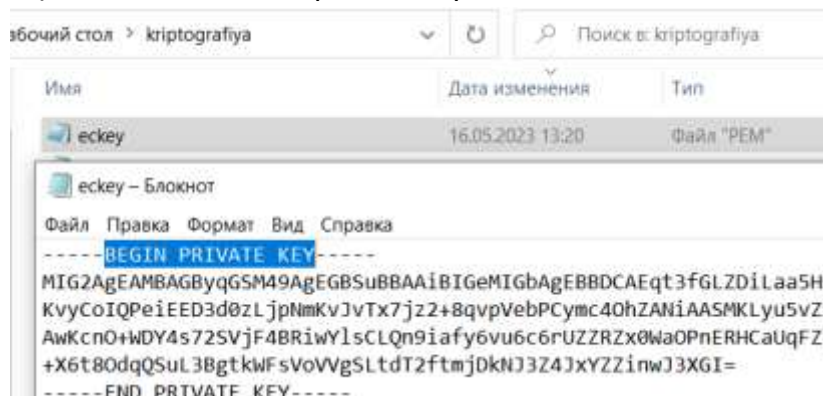 абочий стол > kriptografiya Поиск в: kriptografiya
Имя Дата изменения Тип
eckey 16.05.2023 13:20 Файл "PEM"
eckey – Блокнот
Файл Правка Формат Вид Справка
-----BEGIN PRIVATE KEY-----
MIG2AgEAMBAGByqGSM49AgEGBSuBBAAiBIGeMIGbAgEBBDCAEqt3fGLZDiLaa5H
KvyCoIQPeiEED3d0zLjpNmKvJvTx7jz2+8qvpVebPCymc4OhZANiAASMKLyu5vZ
AwKcnO+WDY4s72SVjF4BRiwYlsCLQn9iafy6vu6c6rUZZRZx0WaOPnERHCaUqFZ
+X6t8OdqQSuL3BgtkWFsVoVVgSLtdT2ftmjDkNJ3Z4JxYZZinwJ3XGI=
-----END PRIVATE KEY-----